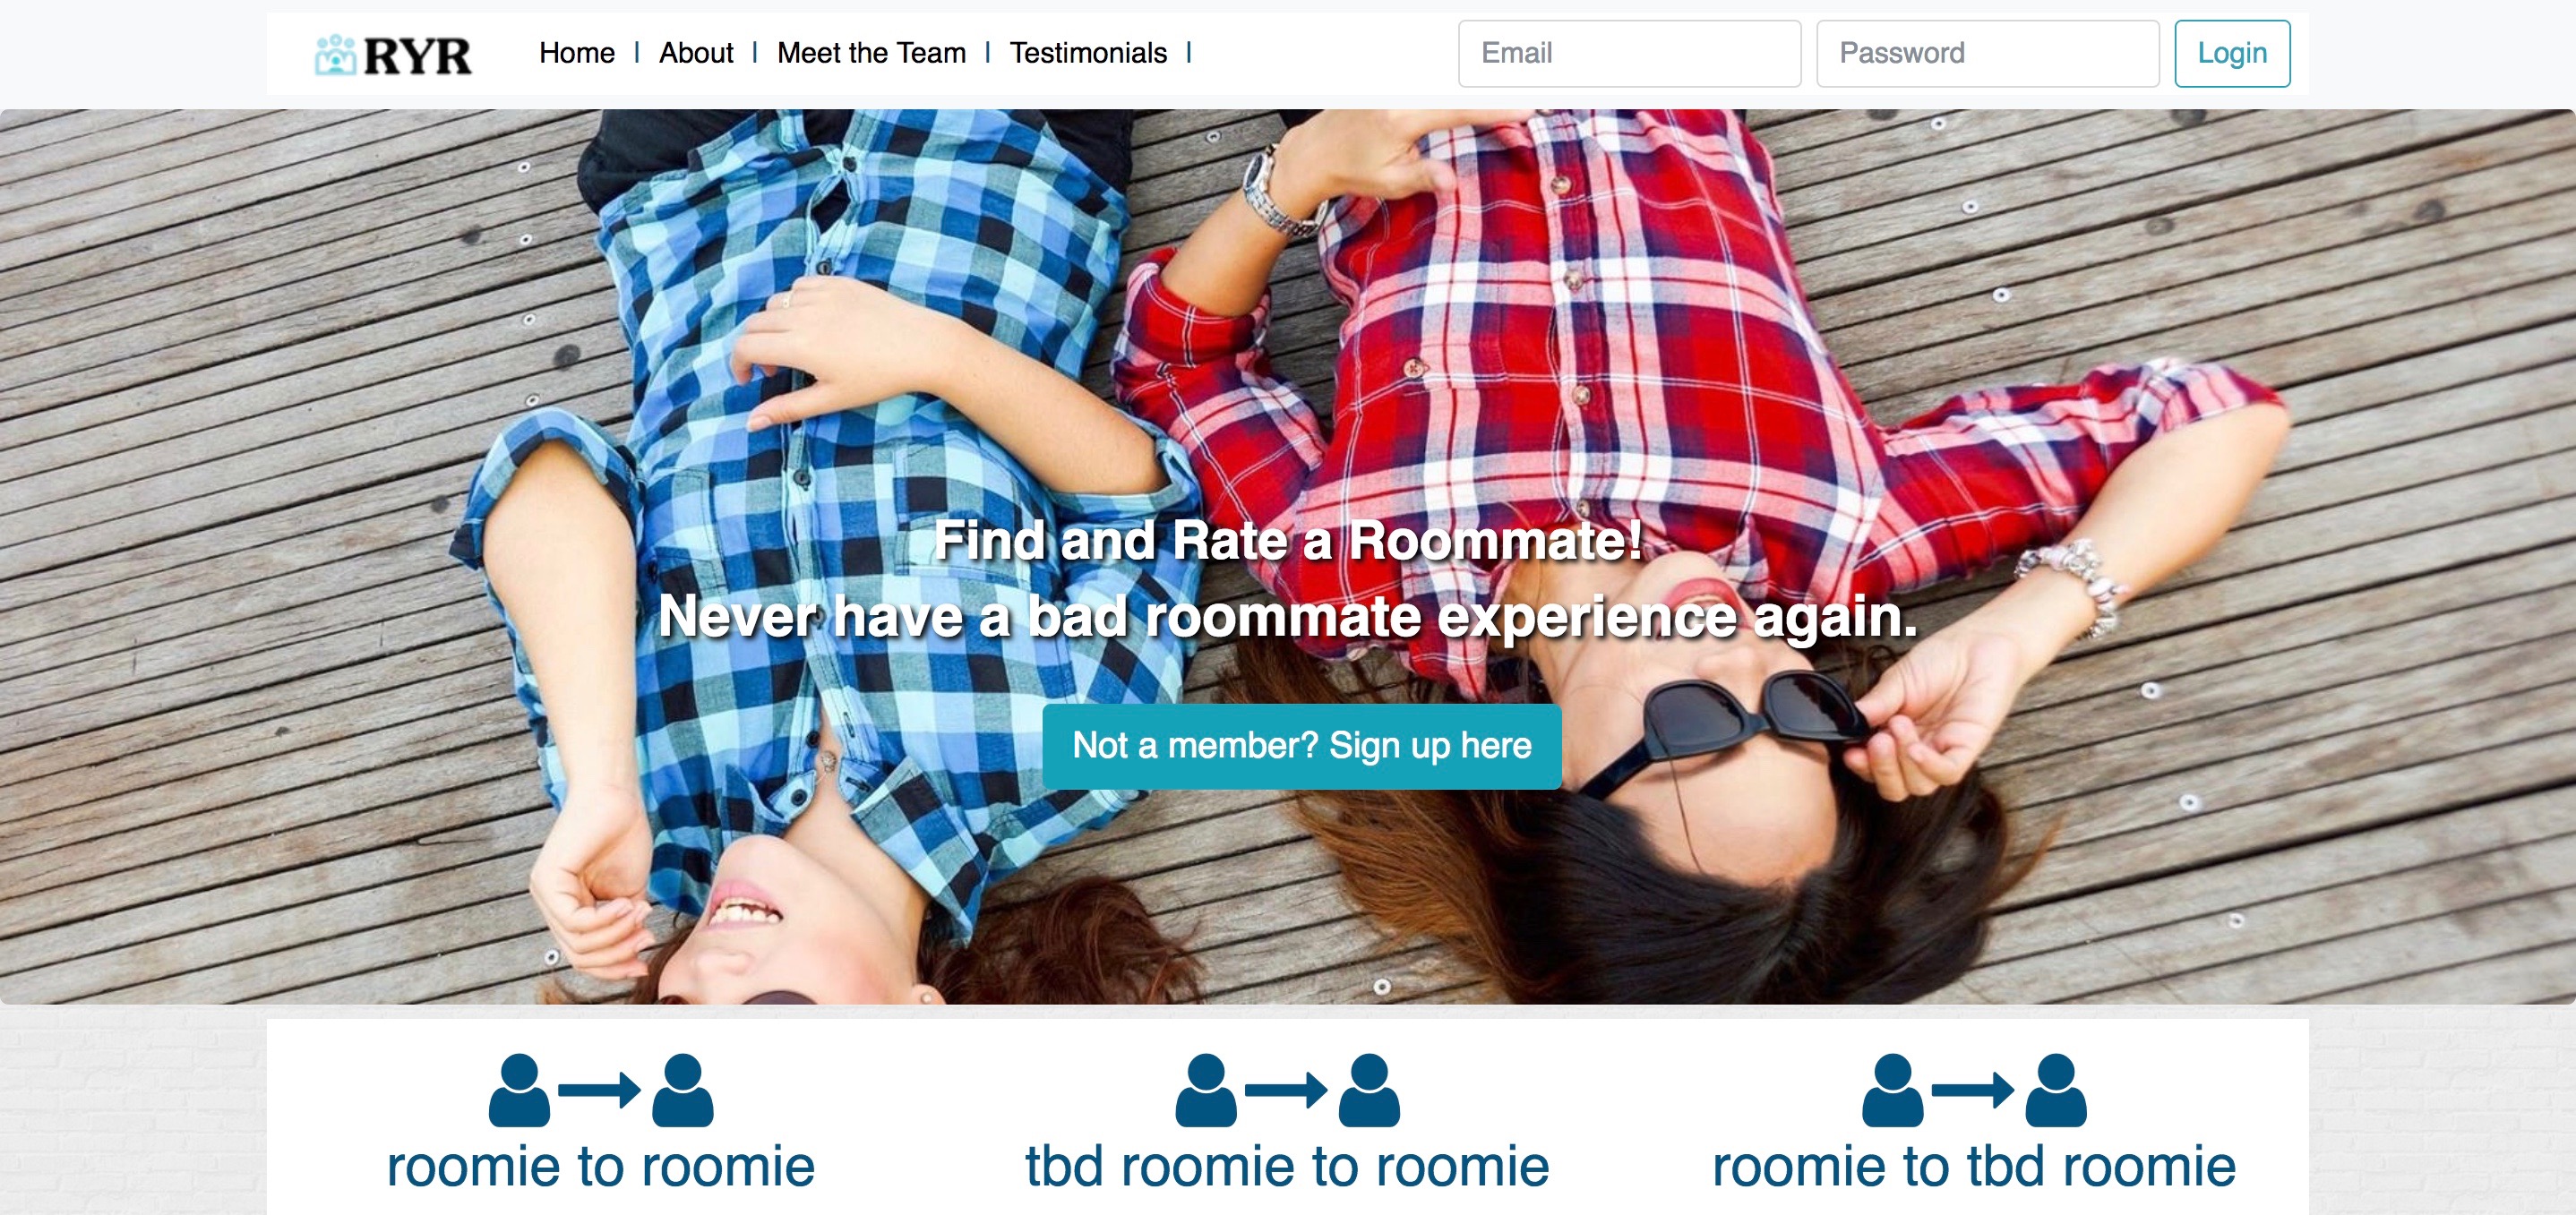 RYR
Home | About | Meet the Team | Testimonials |
Email Password Login
Find and Rate a Roommate!
Never have a bad roommate experience again.
Not a member? Sign up here
roomie to roomie
tbd roomie to roomie
roomie to tbd roomie